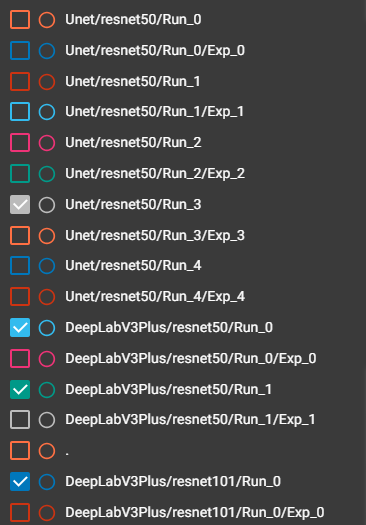 Unet/resnet50/Run_0
Unet/resnet50/Run_0/Exp_0
Unet/resnet50/Run_1
Unet/resnet50/Run_1/Exp_1
Unet/resnet50/Run_2
Unet/resnet50/Run_2/Exp_2
Unet/resnet50/Run_3
Unet/resnet50/Run_3/Exp_3
Unet/resnet50/Run_4
Unet/resnet50/Run_4/Exp_4
DeepLabV3Plus/resnet50/Run_0
DeepLabV3Plus/resnet50/Run_0/Exp_0
DeepLabV3Plus/resnet50/Run_1
DeepLabV3Plus/resnet50/Run_1/Exp_1
.
DeepLabV3Plus/resnet101/Run_0
DeepLabV3Plus/resnet101/Run_0/Exp_0